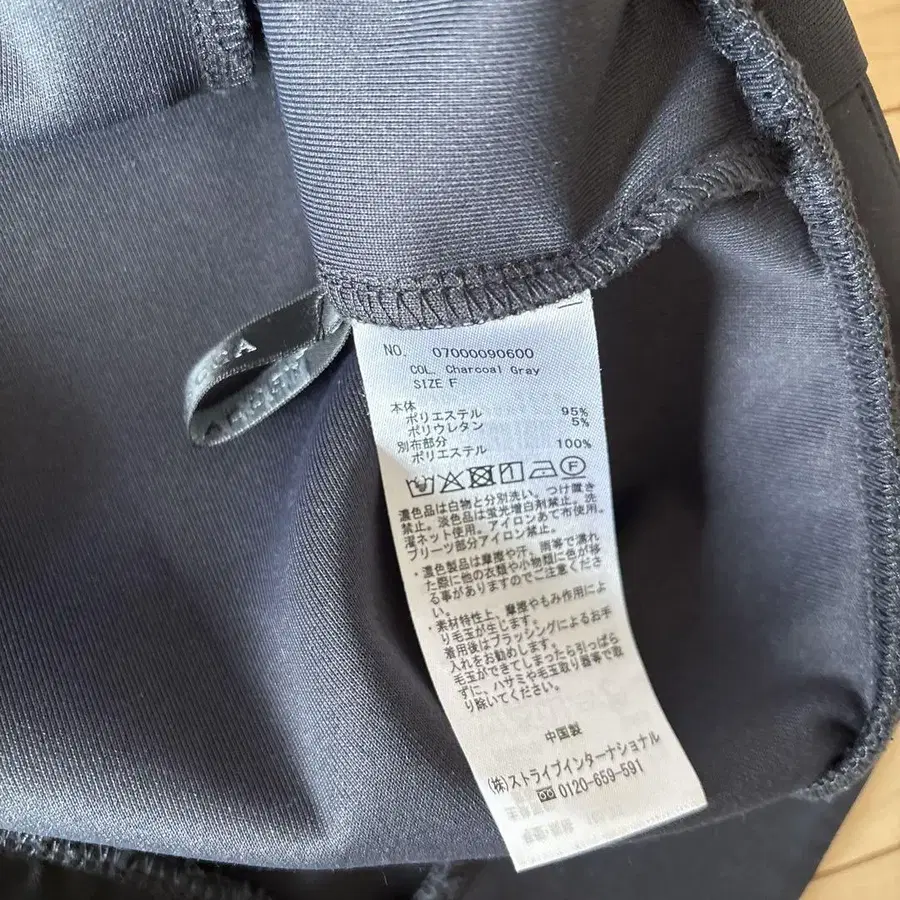 NO. 07000090600
COL. Charcoal Gray
SIZE F
本体
ポリエステル 95%
ポリウレタン 5%
別布部分
ポリエステル 100%
F
濃色品は白物と分別洗い。つけ置き
禁止。淡色品は蛍光増白剤禁止。洗
濯ネット使用。アイロンあて布使用。
プリーツ部分アイロン禁止。
・濃色製品は摩擦や汗、雨等で濡れ
た際に他の衣類や小物類に色が移
る事がありますのでご注意くださ
い。
・素材特性上、摩擦やもみ作用によ
り毛玉が生じます。
着用後はブラッシングによるお手
入れをお勧めします。
毛玉ができてしまったら引っぱら
ずに、ハサミや毛玉取り器等で取
り除いてください。
中国製
(株)ストライプインターナショナル
0120-659-591